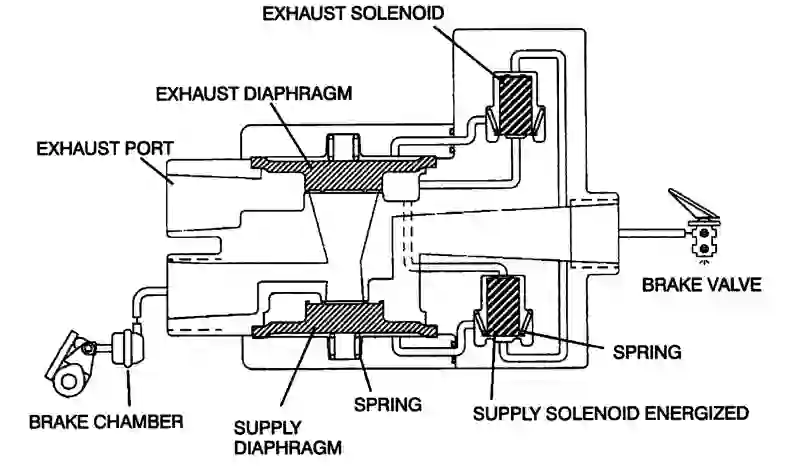 EXHAUST SOLENOID
EXHAUST DIAPHRAGM
EXHAUST PORT
BRAKE VALVE
SPRING
SPRING
SUPPLY SOLENOID ENERGIZED
BRAKE CHAMBER
SUPPLY
DIAPHRAGM